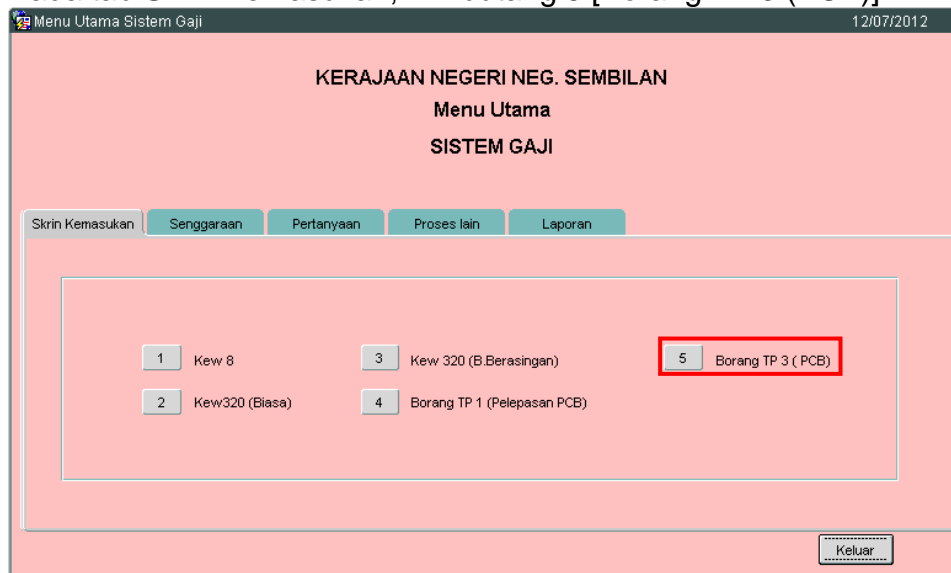 Menu Utama Sistem Gaji 12/07/2012
KERAJAAN NEGERI NEG. SEMBILAN
Menu Utama
SISTEM GAJI
Skrin Kemasukan Senggaraan Pertanyaan Proses lain Laporan
1 Kew 8 3 Kew 320 (B.Berasingan) 5 Borang TP 3 ( PCB)
2 Kew320 (Biasa) 4 Borang TP 1 (Pelepasan PCB)
Keluar